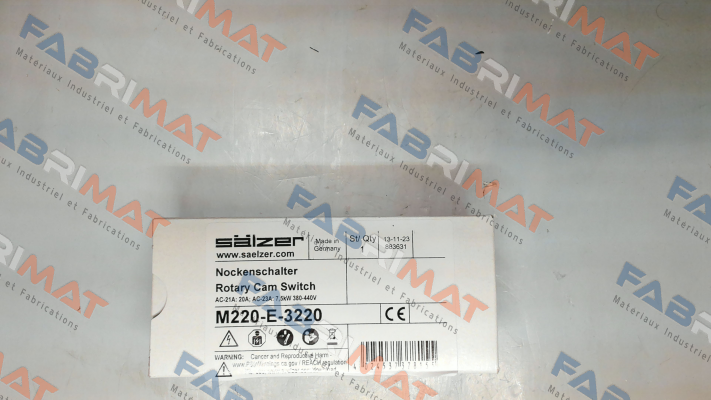 FABRIMAT
Matériaux Industriel et Fabrications
sälzer
www.saelzer.com
Made in
Germany
St/ Qty
1
13-11-23
Nockenschalter
Rotary Cam Switch
AC-21A: 20A; AC-23A: 7,5kW 380-440V
M220-E-3220
CE
WARNING: Cancer and Reproductive Harm